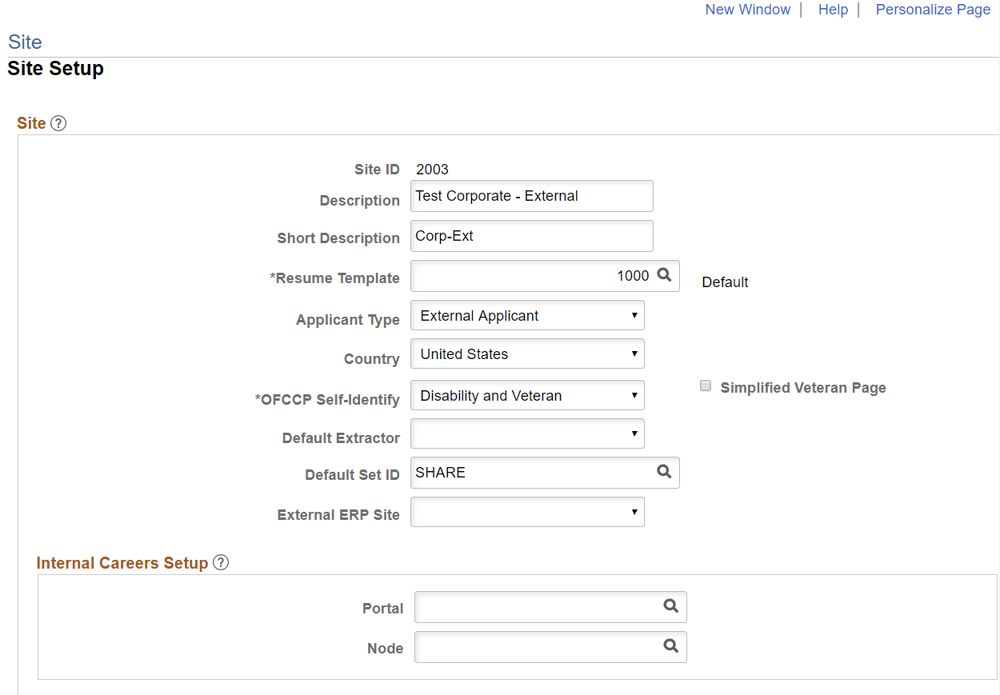 New Window | Help | Personalize Page
Site
Site Setup
Site ?
Site ID 2003
Description Test Corporate - External
Short Description Corp-Ext
*Resume Template 1000 Default
Applicant Type External Applicant
Country United States
*OFCCP Self-Identify Disability and Veteran Simplified Veteran Page
Default Extractor
Default Set ID SHARE
External ERP Site
Internal Careers Setup ?
Portal
Node